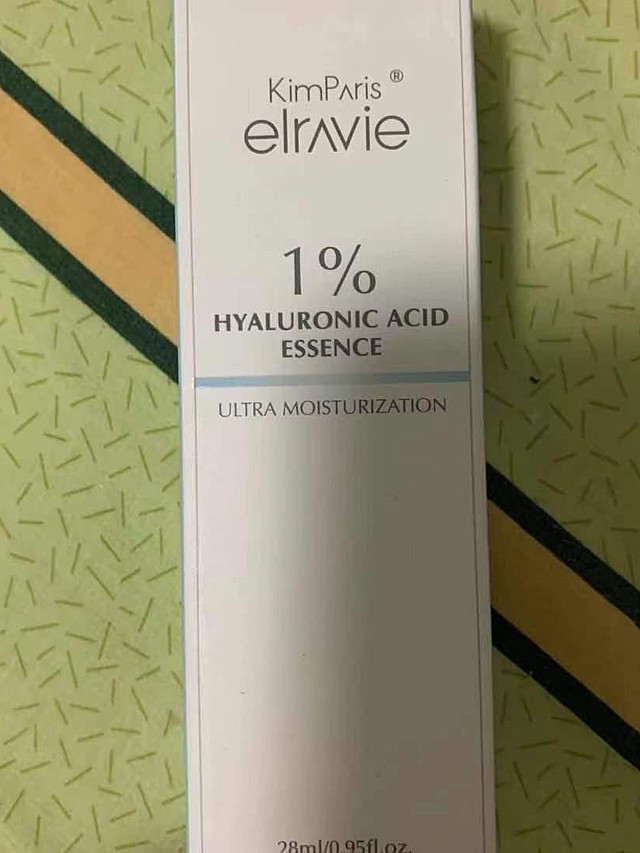 KimParis ®
elravie
1%
HYALURONIC ACID
ESSENCE
ULTRA MOISTURIZATION
28ml/0.95fl.oz.